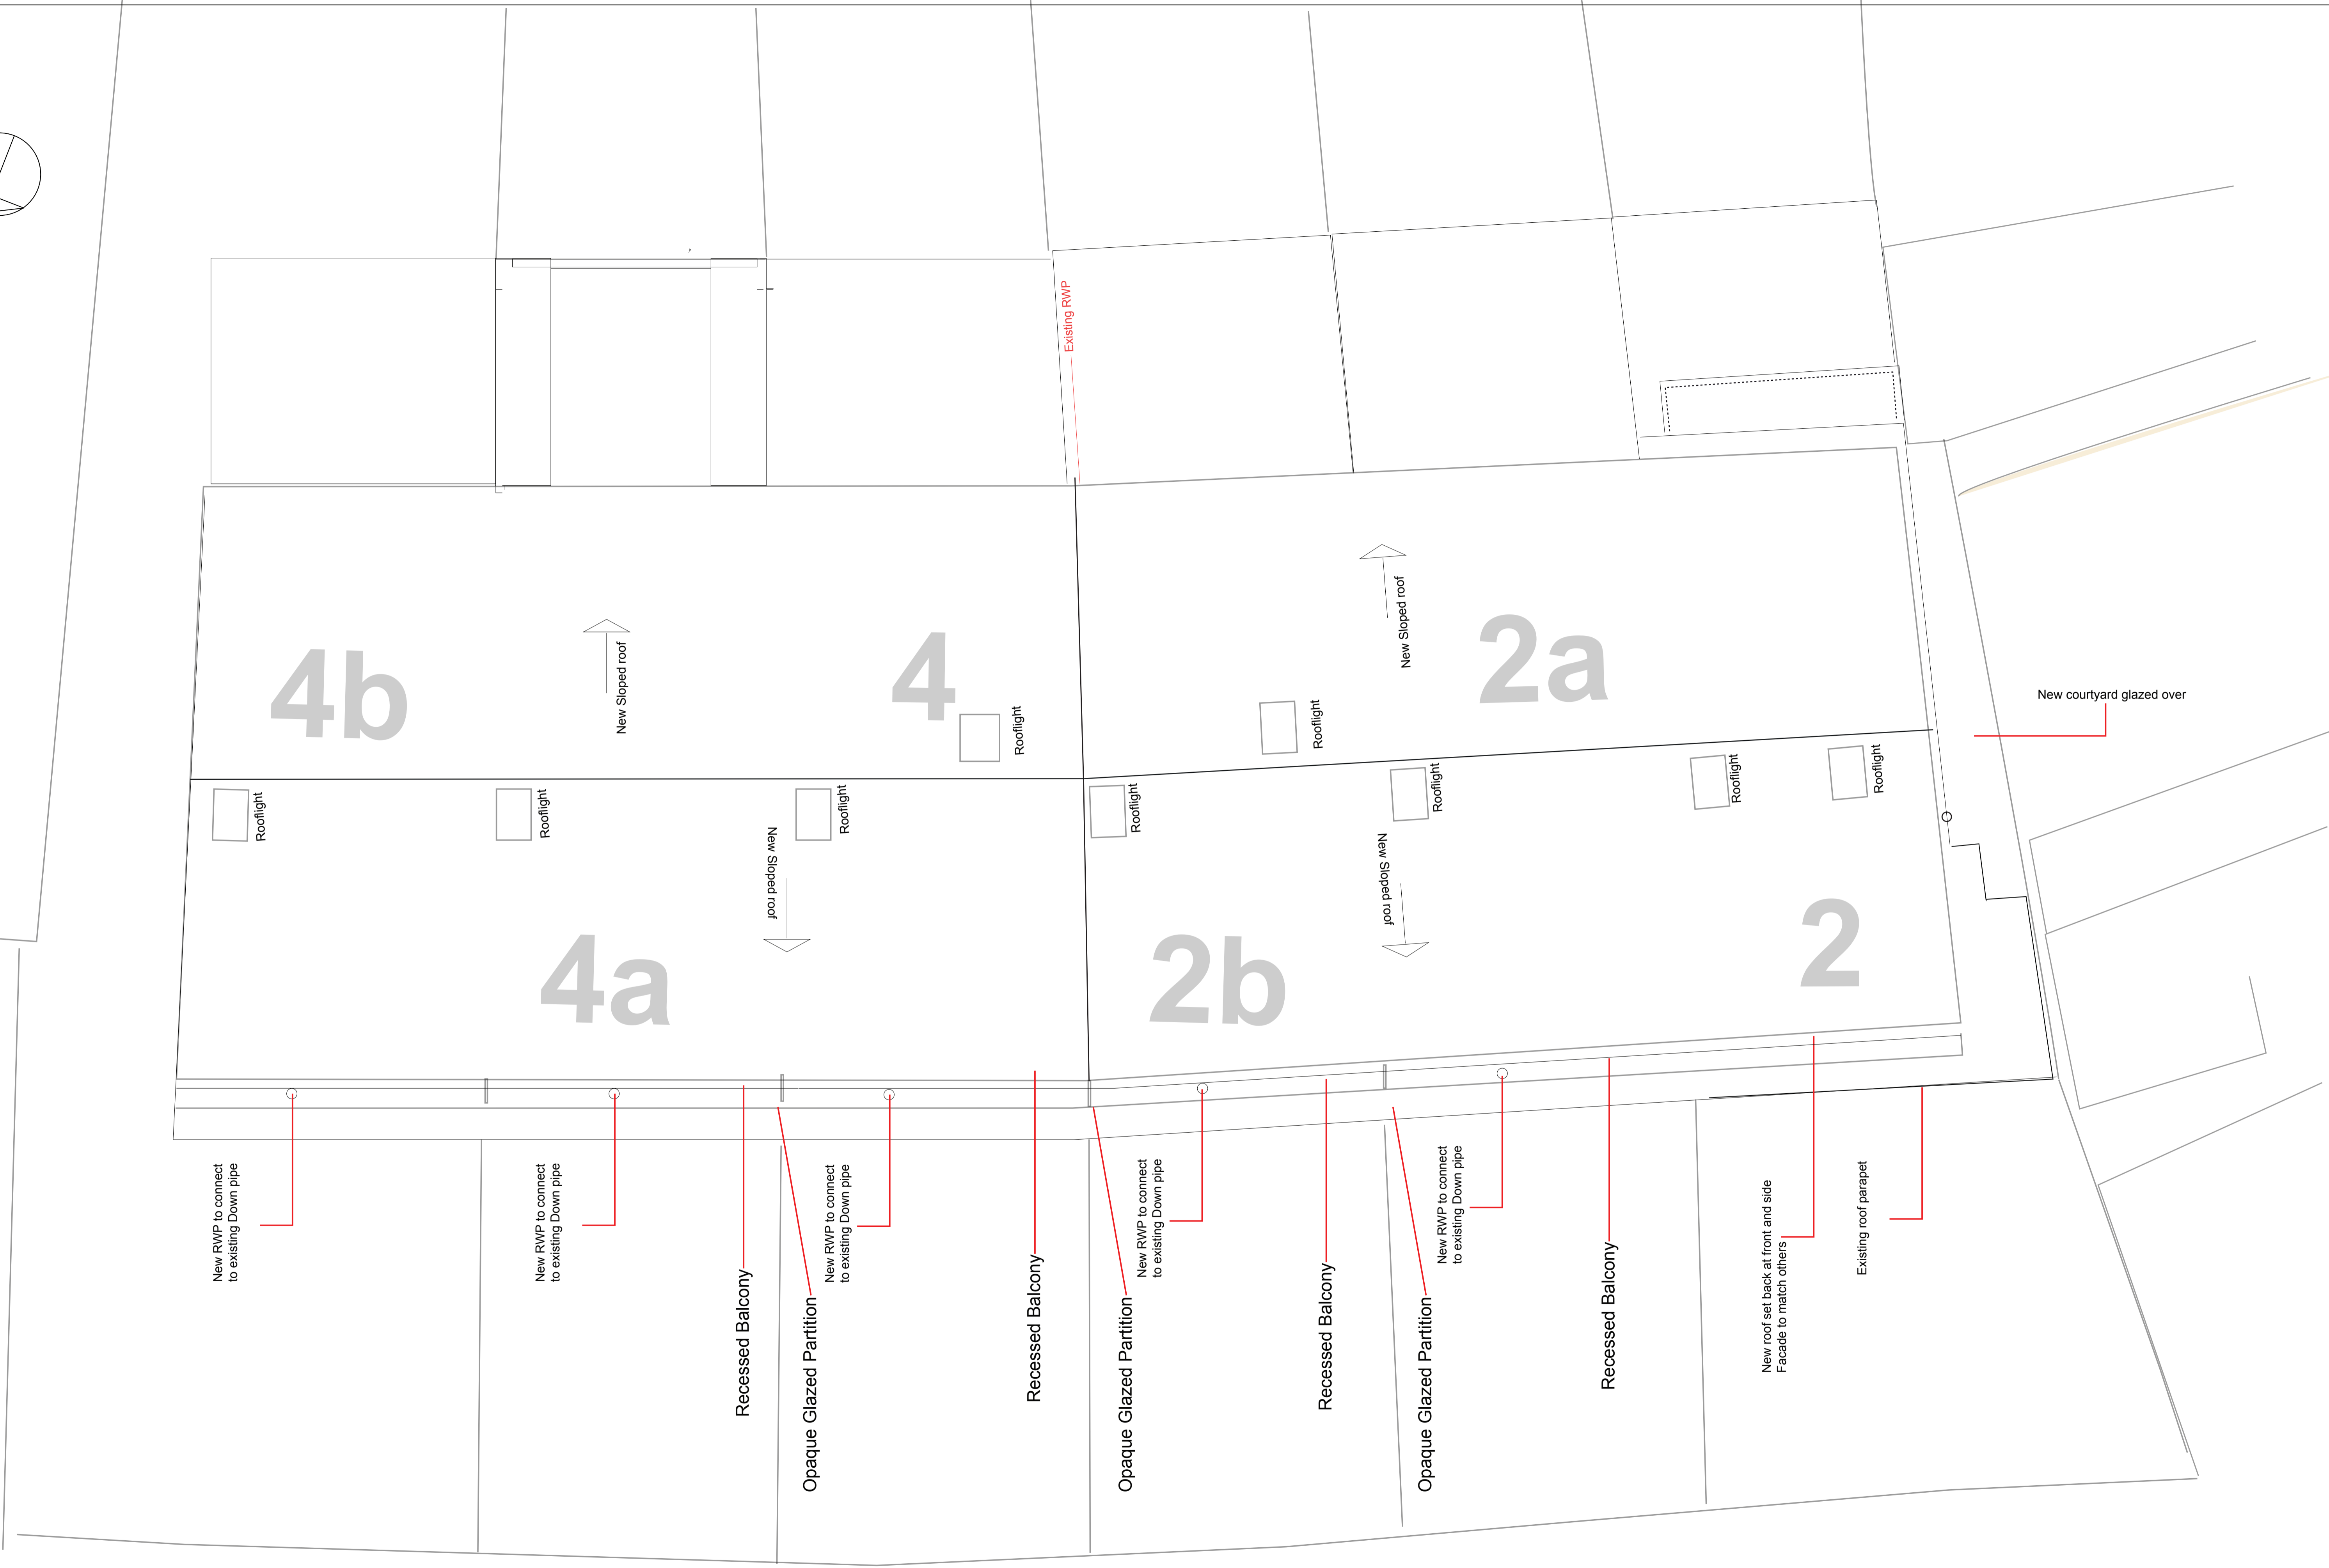 Existing RWP
4b
New Sloped roof
4
Rooflight
New Sloped roof
2a
Rooflight
New courtyard glazed over
Rooflight
Rooflight
Rooflight
Rooflight
Rooflight
Rooflight
Rooflight
New Sloped roof
New Sloped roof
4a
2b
2
New RWP to connect
to existing Down pipe
New RWP to connect
to existing Down pipe
Recessed Balcony
Opaque Glazed Partition
New RWP to connect
to existing Down pipe
Recessed Balcony
Opaque Glazed Partition
New RWP to connect
to existing Down pipe
Recessed Balcony
Opaque Glazed Partition
New RWP to connect
to existing Down pipe
Recessed Balcony
New roof set back at front and side
Facade to match others
Existing roof parapet